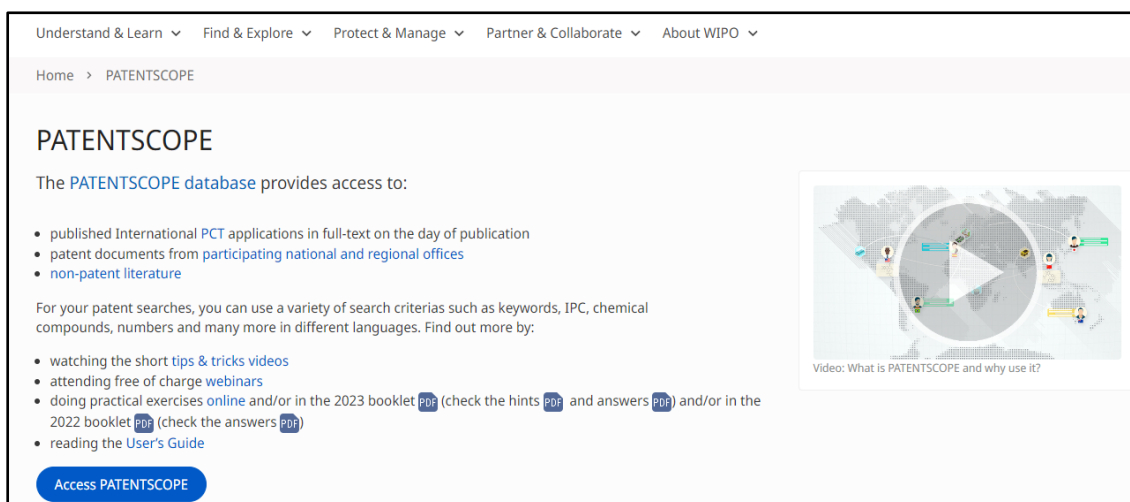 Understand & Learn Find & Explore Protect & Manage Partner & Collaborate About WIPO
Home > PATENTSCOPE
PATENTSCOPE
The PATENTSCOPE database provides access to:
• published International PCT applications in full-text on the day of publication
• patent documents from participating national and regional offices
• non-patent literature
For your patent searches, you can use a variety of search criterias such as keywords, IPC, chemical
compounds, numbers and many more in different languages. Find out more by:
• watching the short tips & tricks videos
• attending free of charge webinars
• doing practical exercises online and/or in the 2023 booklet PDF (check the hints PDF and answers PDF) and/or in the
2022 booklet PDF (check the answers PDF)
• reading the User's Guide
Access PATENTSCOPE
Video: What is PATENTSCOPE and why use it?